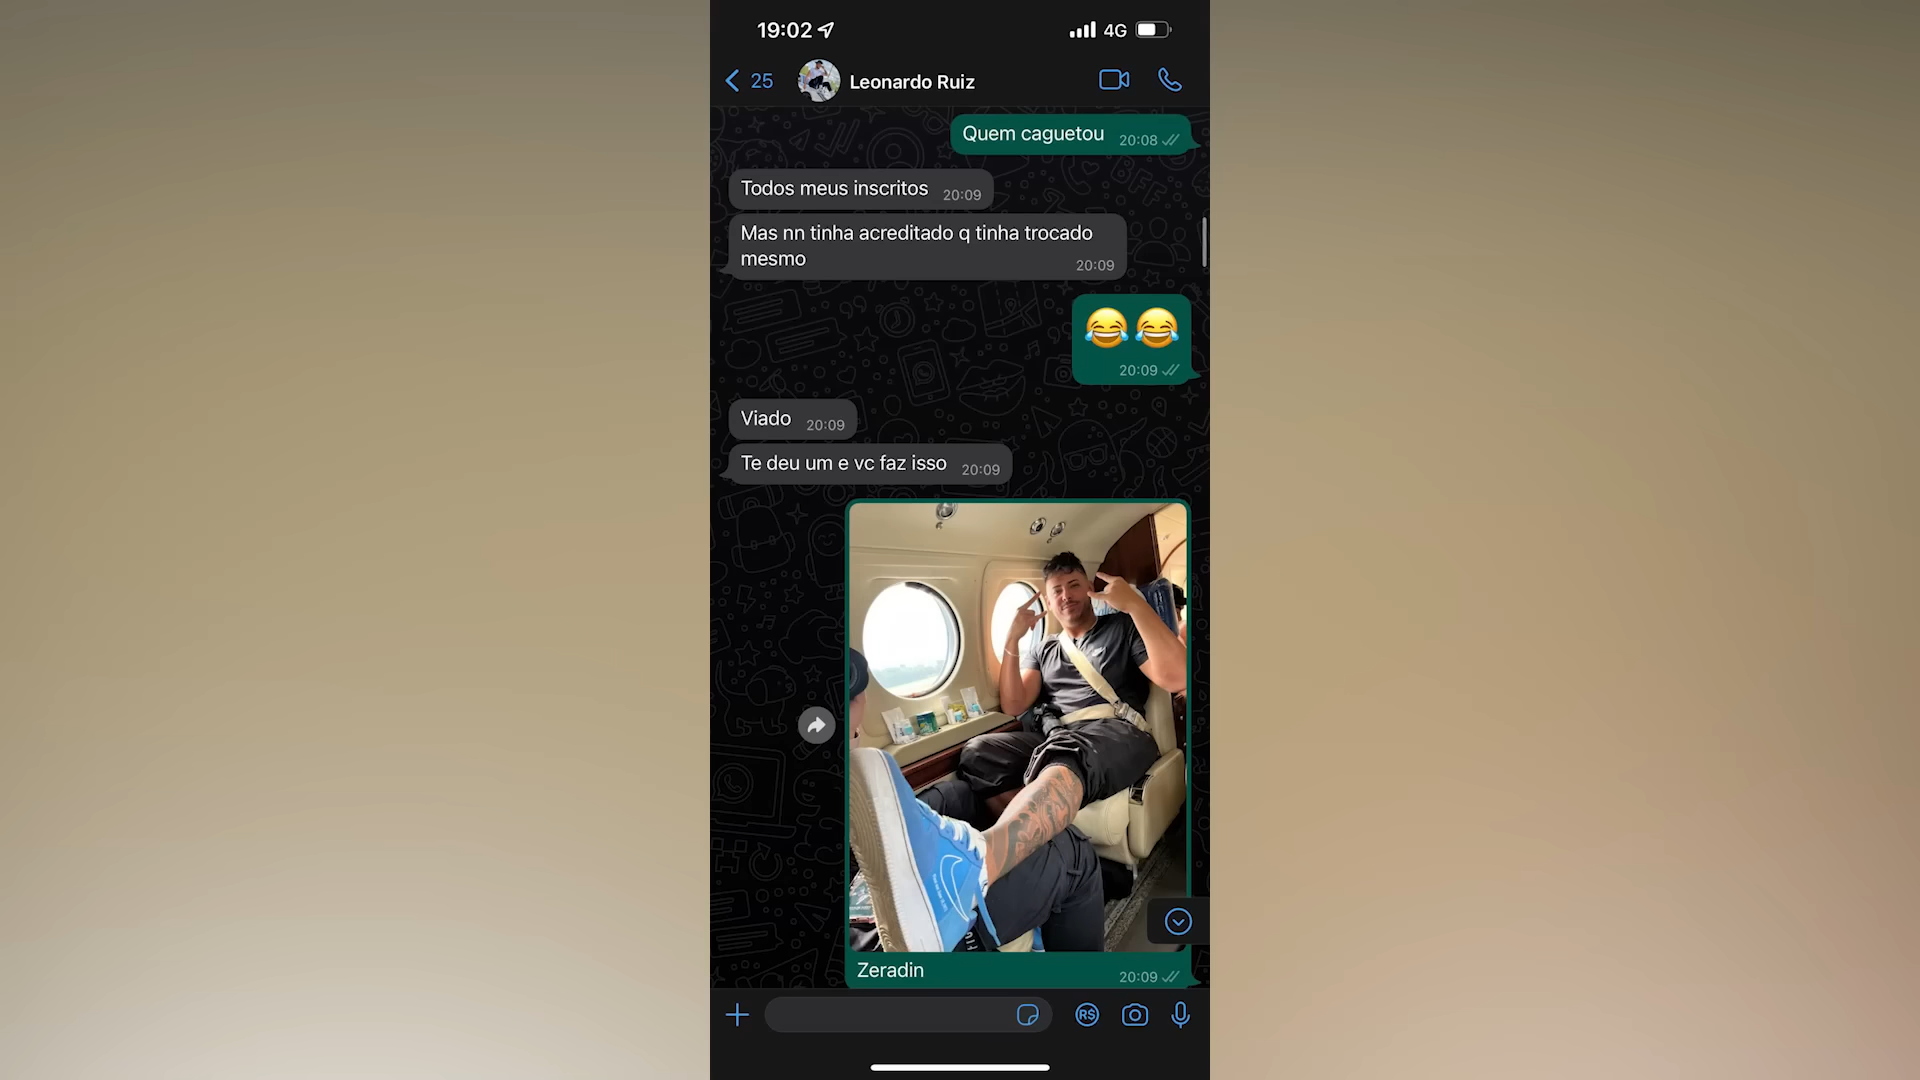 19:02
4G
25
Leonardo Ruiz
Quem caguetou 20:08
Todos meus inscritos 20:09
Mas nn tinha acreditado q tinha trocado
mesmo 20:09
😂😂
20:09
Viado 20:09
Te deu um e vc faz isso 20:09
Zeradin 20:09
R$